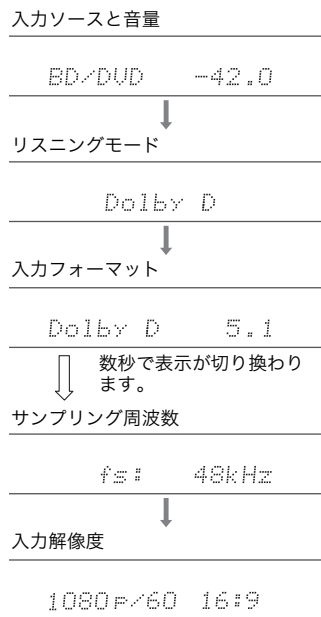 入力ソースと音量
BD/DVD -42.0
リスニングモード
Dolby D
入力フォーマット
Dolby D 5.1
数秒で表示が切り換わり
ます。
サンプリング周波数
fs: 48kHz
入力解像度
1080p/60 16:9